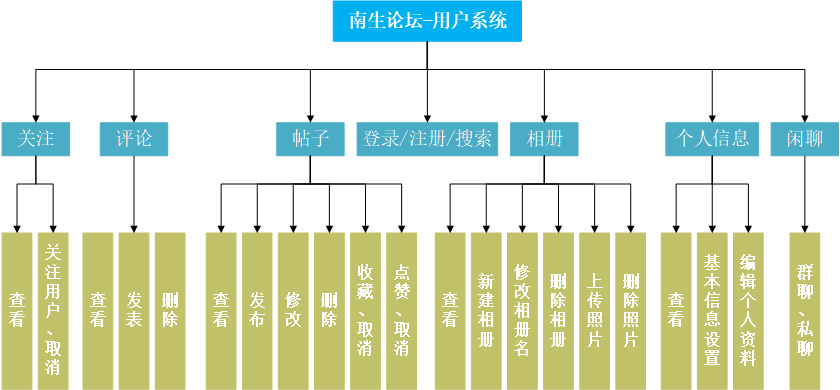 南生论坛-用户系统
关注
评论
帖子
登录/注册/搜索
相册
个人信息
闲聊
查看
关注用户、取消
查看
发表
删除
查看
发布
修改
删除
收藏、取消
点赞、取消
查看
新建相册
修改相册名
删除相册
上传照片
删除照片
查看
基本信息设置
编辑个人资料
群聊、私聊